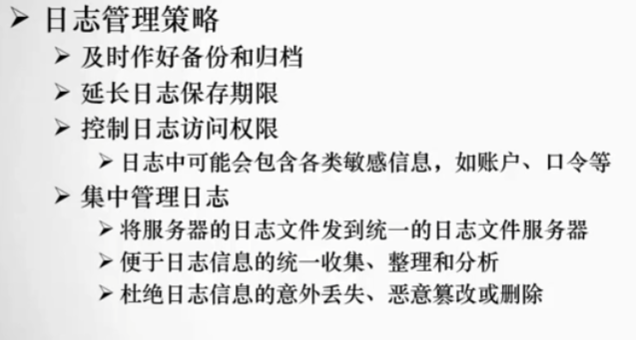 ➢ 日志管理策略
➢ 及时作好备份和归档
➢ 延长日志保存期限
➢ 控制日志访问权限
➢ 日志中可能会包含各类敏感信息，如账户、口令等
➢ 集中管理日志
➢ 将服务器的日志文件发到统一的日志文件服务器
➢ 便于日志信息的统一收集、整理和分析
➢ 杜绝日志信息的意外丢失、恶意篡改或删除